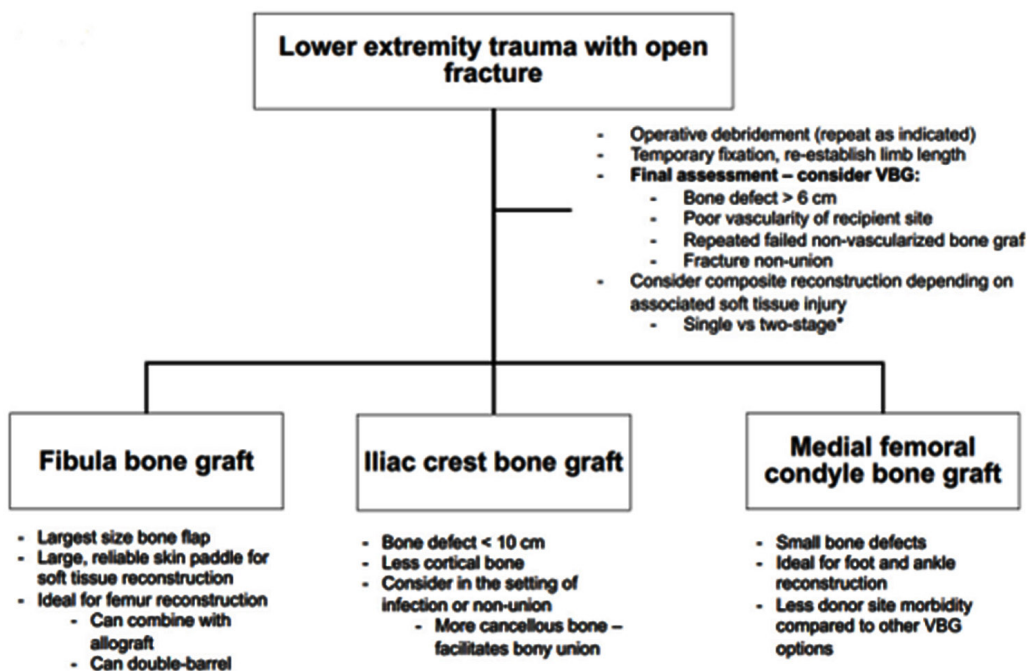 Lower extremity trauma with open
fracture
- Operative debridement (repeat as indicated)
- Temporary fixation, re-establish limb length
- Final assessment – consider VBG:
- Bone defect > 6 cm
- Poor vascularity of recipient site
- Repeated failed non-vascularized bone graf
- Fracture non-union
- Consider composite reconstruction depending on
associated soft tissue injury
- Single vs two-stage*
Fibula bone graft
- Largest size bone flap
- Large, reliable skin paddle for
soft tissue reconstruction
- Ideal for femur reconstruction
- Can combine with
allograft
- Can double-barrel
Iliac crest bone graft
- Bone defect < 10 cm
- Less cortical bone
- Consider in the setting of
infection or non-union
- More cancellous bone –
facilitates bony union
Medial femoral
condyle bone graft
- Small bone defects
- Ideal for foot and ankle
reconstruction
- Less donor site morbidity
compared to other VBG
options